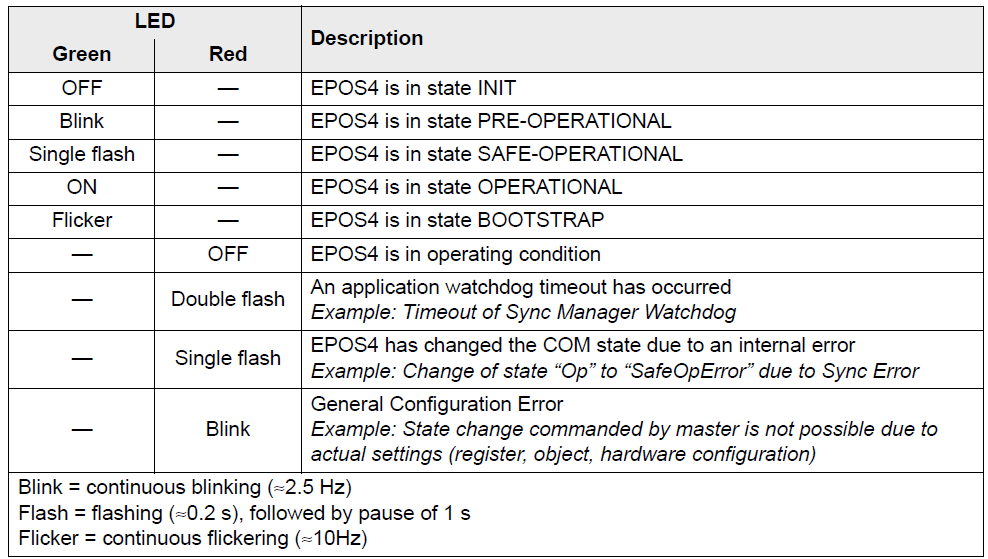 LED
Green Red Description
OFF — EPOS4 is in state INIT
Blink — EPOS4 is in state PRE-OPERATIONAL
Single flash — EPOS4 is in state SAFE-OPERATIONAL
ON — EPOS4 is in state OPERATIONAL
Flicker — EPOS4 is in state BOOTSTRAP
— OFF EPOS4 is in operating condition
— Double flash An application watchdog timeout has occurred
Example: Timeout of Sync Manager Watchdog
— Single flash EPOS4 has changed the COM state due to an internal error
Example: Change of state “Op” to “SafeOpError” due to Sync Error
— Blink General Configuration Error
Example: State change commanded by master is not possible due to
actual settings (register, object, hardware configuration)
Blink = continuous blinking (≈2.5 Hz)
Flash = flashing (≈0.2 s), followed by pause of 1 s
Flicker = continuous flickering (≈10Hz)